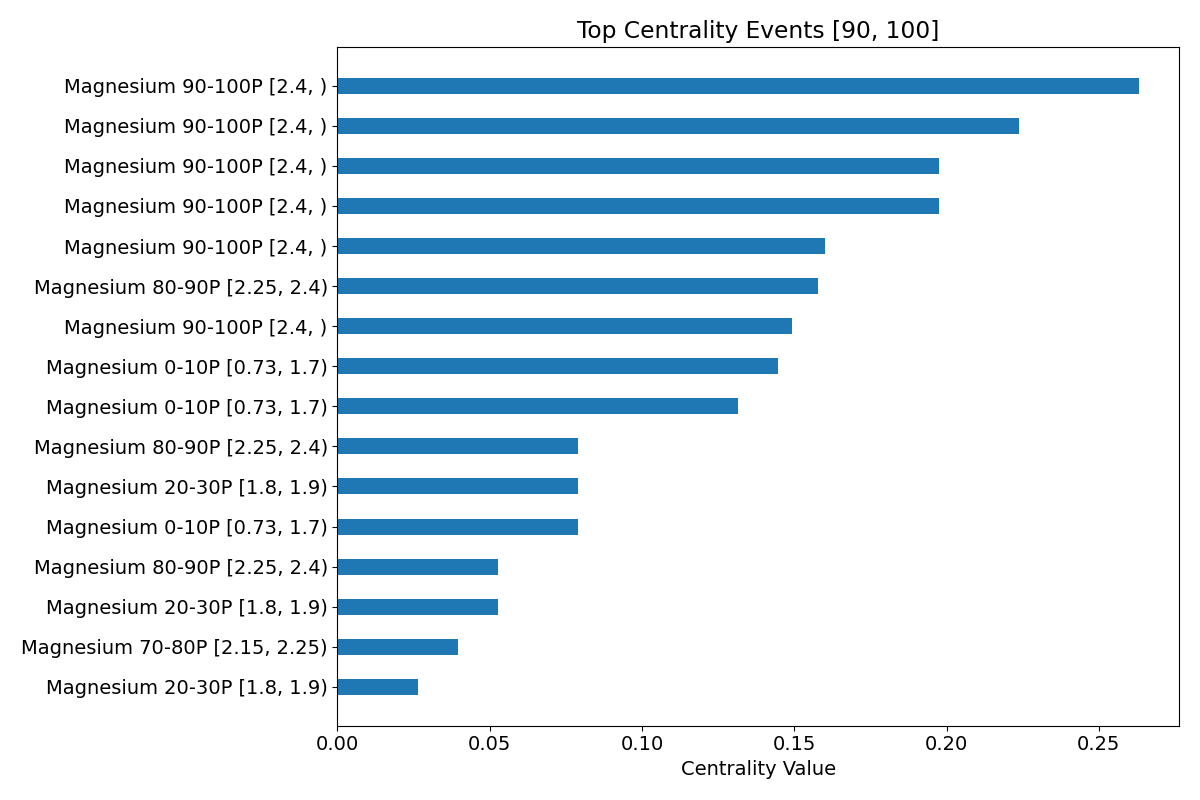 Top Centrality Events [90, 100]
Magnesium 90-100P [2.4, )
Magnesium 90-100P [2.4, )
Magnesium 90-100P [2.4, )
Magnesium 90-100P [2.4, )
Magnesium 90-100P [2.4, )
Magnesium 80-90P [2.25, 2.4)
Magnesium 90-100P [2.4, )
Magnesium 0-10P [0.73, 1.7)
Magnesium 0-10P [0.73, 1.7)
Magnesium 80-90P [2.25, 2.4)
Magnesium 20-30P [1.8, 1.9)
Magnesium 0-10P [0.73, 1.7)
Magnesium 80-90P [2.25, 2.4)
Magnesium 20-30P [1.8, 1.9)
Magnesium 70-80P [2.15, 2.25)
Magnesium 20-30P [1.8, 1.9)
0.00 0.05 0.10 0.15 0.20 0.25
Centrality Value